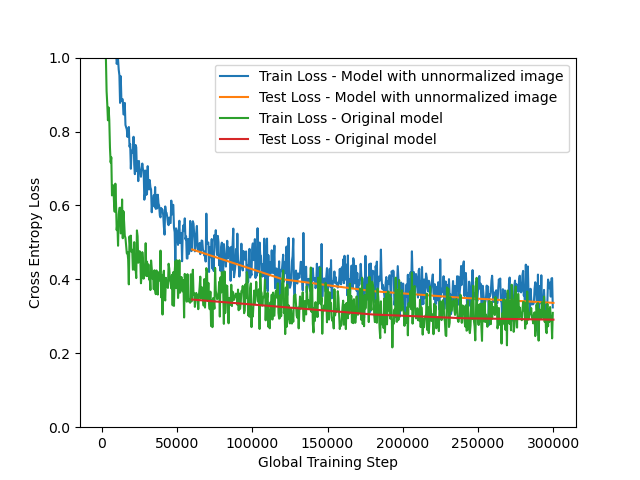 1.0
0.8
0.6
0.4
0.2
0.0
Cross Entropy Loss
Train Loss - Model with unnormalized image
Test Loss - Model with unnormalized image
Train Loss - Original model
Test Loss - Original model
0 50000 100000 150000 200000 250000 300000
Global Training Step